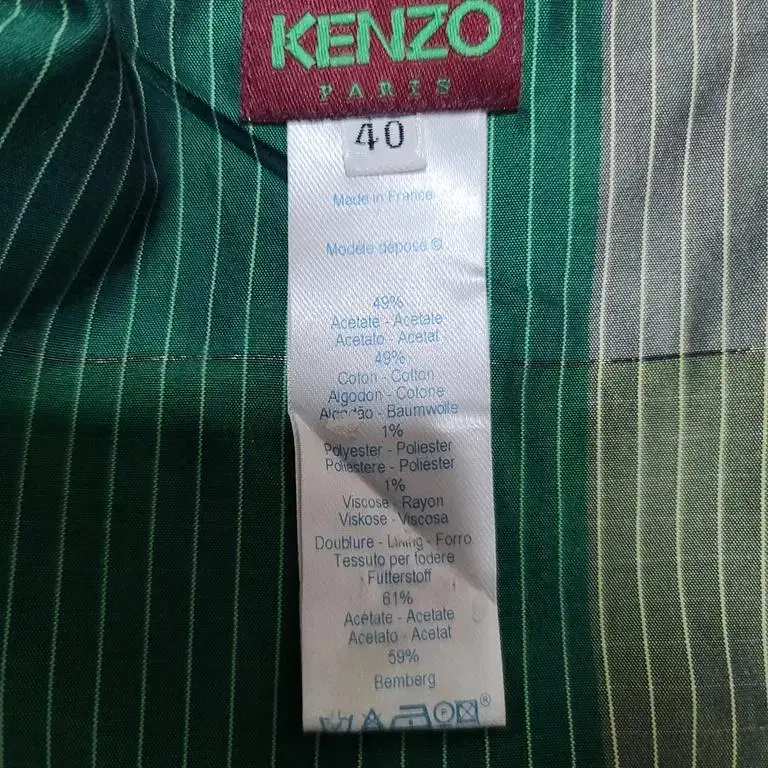 KENZO
PARIS
40
Made in France
Modèle déposé ©
49%
Acétate - Acetate
Acetato - Acetat
49%
Coton - Cotton
Algodon - Cotone
Algodão - Baumwolle
1%
Polyester - Poliester
Poliestere - Poliéster
1%
Viscose - Rayon
Viskose - Viscosa
Doublure - Lining - Forro
Tessuto per fodere
Futterstoff
61%
Acétate - Acetate
Acetato - Acetat
59%
Bemberg
P ®